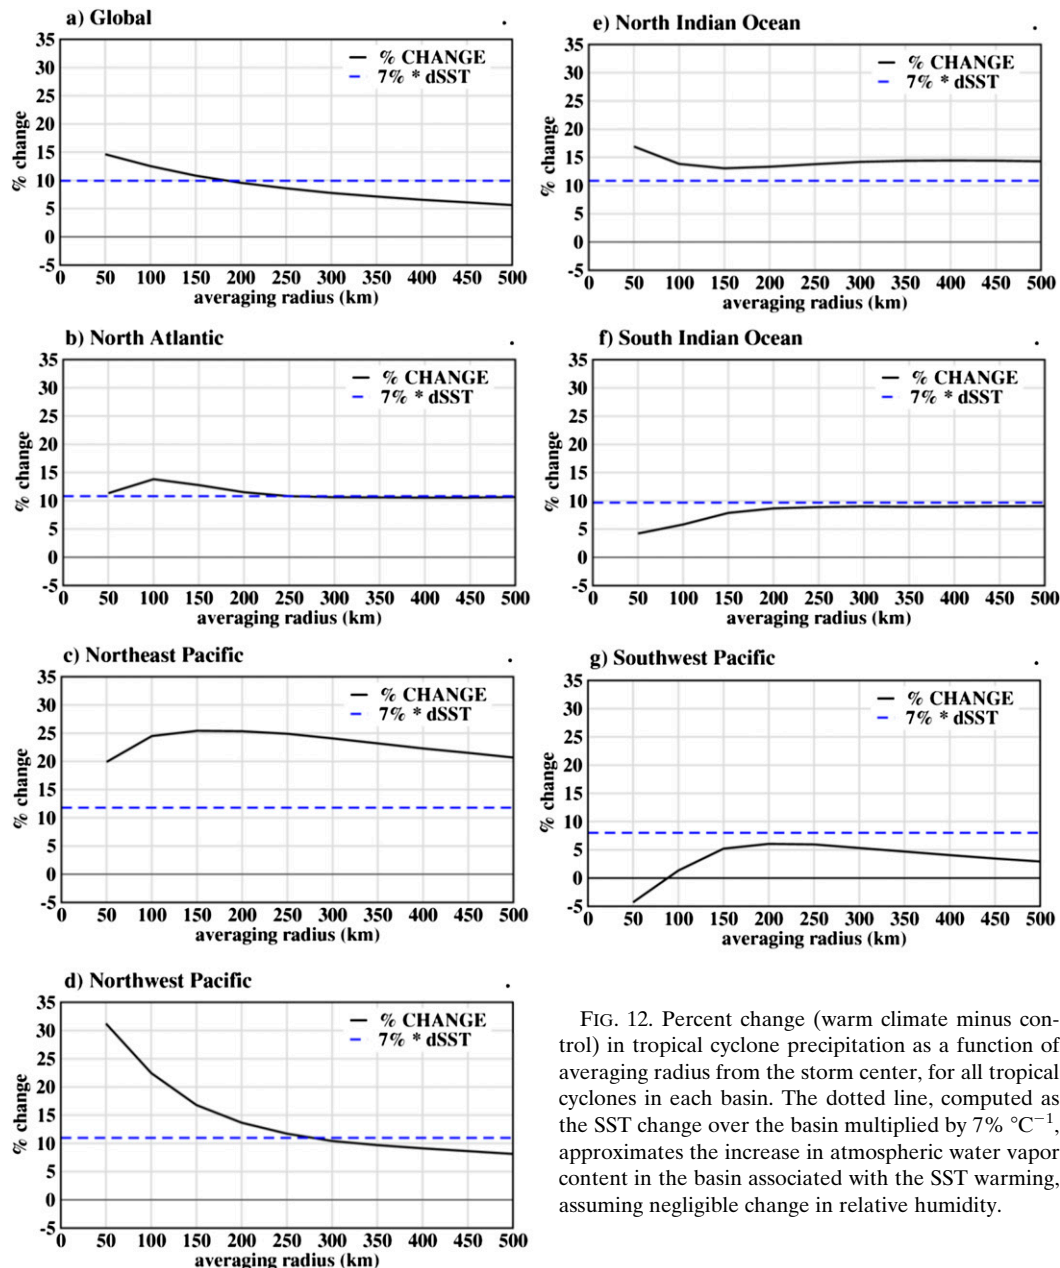 a) Global
35
30
25
20
15
10
5
0
-5
% change
% CHANGE
7% * dSST
0 50 100 150 200 250 300 350 400 450 500
averaging radius (km)
b) North Atlantic
35
30
25
20
15
10
5
0
-5
% change
% CHANGE
7% * dSST
0 50 100 150 200 250 300 350 400 450 500
averaging radius (km)
c) Northeast Pacific
35
30
25
20
15
10
5
0
-5
% change
% CHANGE
7% * dSST
0 50 100 150 200 250 300 350 400 450 500
averaging radius (km)
d) Northwest Pacific
35
30
25
20
15
10
5
0
-5
% change
% CHANGE
7% * dSST
0 50 100 150 200 250 300 350 400 450 500
averaging radius (km)
e) North Indian Ocean
35
30
25
20
15
10
5
0
-5
% change
% CHANGE
7% * dSST
0 50 100 150 200 250 300 350 400 450 500
averaging radius (km)
f) South Indian Ocean
35
30
25
20
15
10
5
0
-5
% change
% CHANGE
7% * dSST
0 50 100 150 200 250 300 350 400 450 500
averaging radius (km)
g) Southwest Pacific
35
30
25
20
15
10
5
0
-5
% change
% CHANGE
7% * dSST
0 50 100 150 200 250 300 350 400 450 500
averaging radius (km)
FIG. 12. Percent change (warm climate minus con-
trol) in tropical cyclone precipitation as a function of
averaging radius from the storm center, for all tropical
cyclones in each basin. The dotted line, computed as
the SST change over the basin multiplied by 7% °C⁻¹,
approximates the increase in atmospheric water vapor
content in the basin associated with the SST warming,
assuming negligible change in relative humidity.